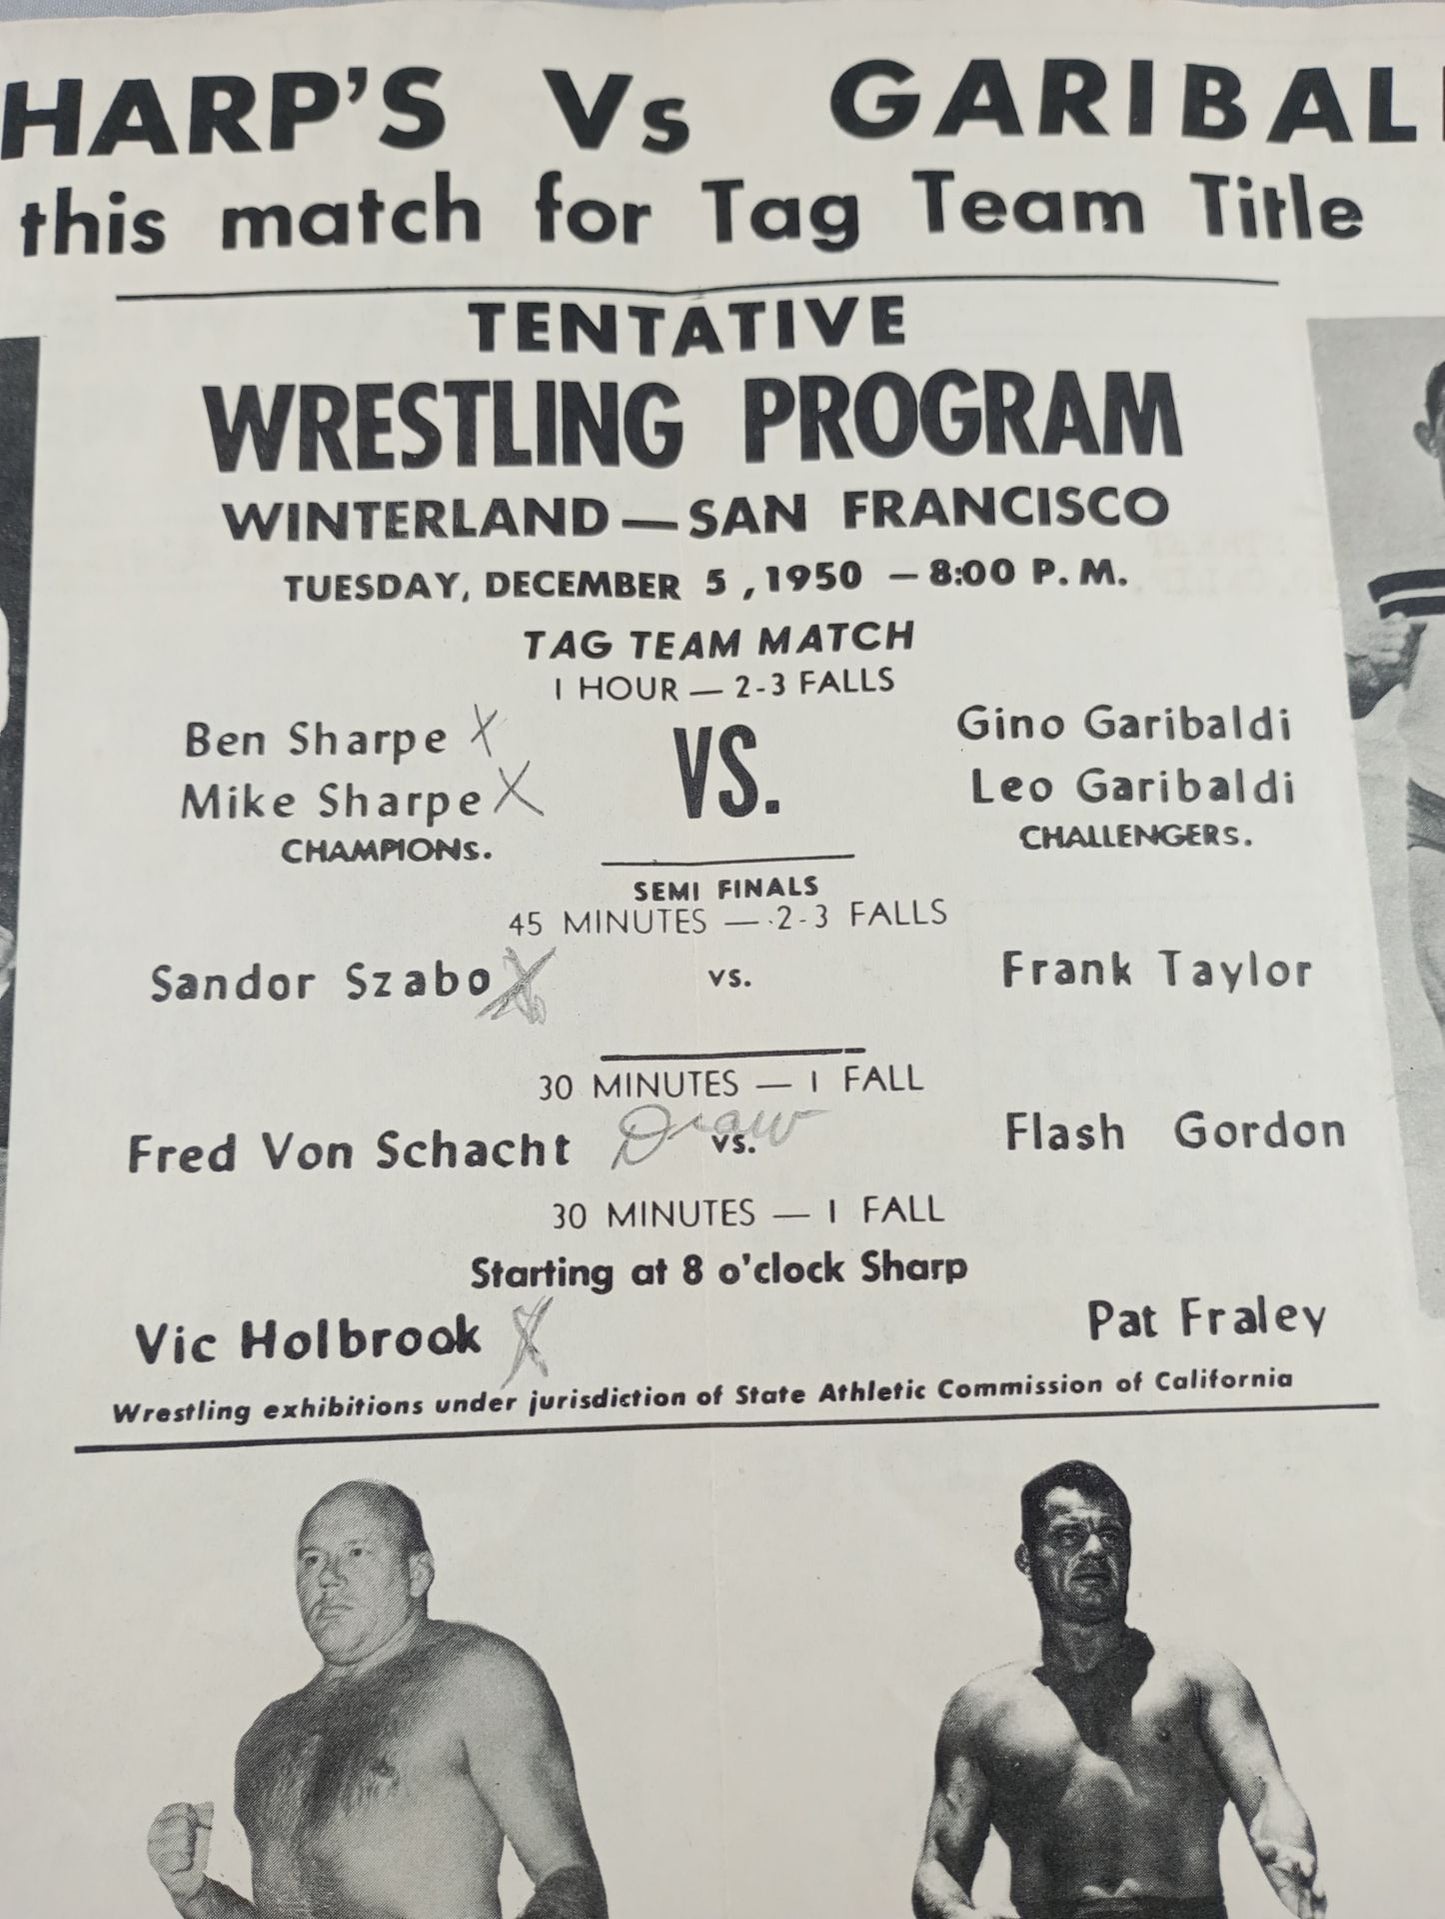 HARP'S Vs GARIBAL
this match for Tag Team Title
TENTATIVE
WRESTLING PROGRAM
WINTERLAND — SAN FRANCISCO
TUESDAY, DECEMBER 5, 1950 — 8:00 P. M.
TAG TEAM MATCH
1 HOUR — 2-3 FALLS
Ben Sharpe X VS. Gino Garibaldi
Mike Sharpe X Leo Garibaldi
CHAMPIONs. CHALLENGERs.
SEMI FINALS
45 MINUTES — 2-3 FALLS
Sandor Szabo X vs. Frank Taylor
30 MINUTES — 1 FALL
Fred Von Schacht Draw vs. Flash Gordon
30 MINUTES — 1 FALL
Starting at 8 o'clock Sharp
Vic Holbrook X Pat Fraley
Wrestling exhibitions under jurisdiction of State Athletic Commission of California